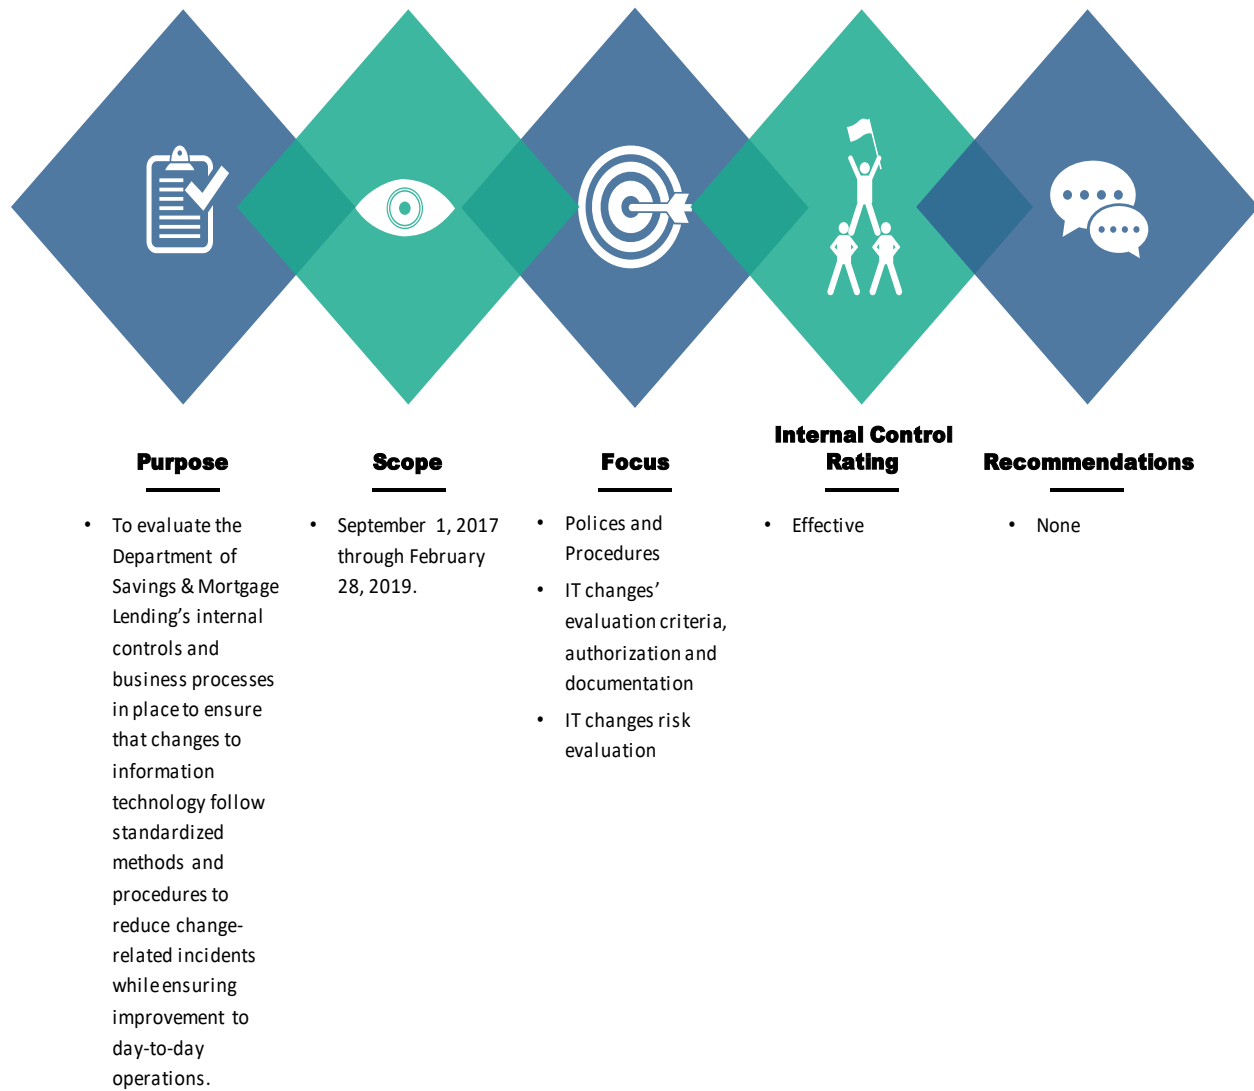 Purpose
• To evaluate the
Department of
Savings & Mortgage
Lending’s internal
controls and
business processes
in place to ensure
that changes to
information
technology follow
standardized
methods and
procedures to
reduce change-
related incidents
while ensuring
improvement to
day-to-day
operations.
Scope
• September 1, 2017
through February
28, 2019.
Focus
• Polices and
Procedures
• IT changes’
evaluation criteria,
authorization and
documentation
• IT changes risk
evaluation
Internal Control
Rating
• Effective
Recommendations
• None